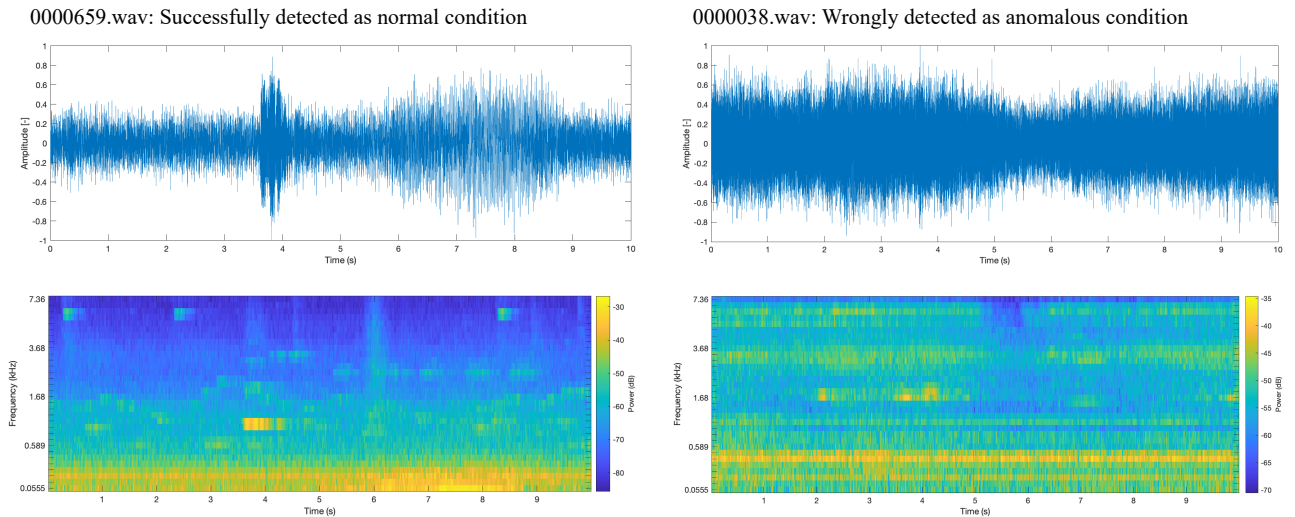 0000659.wav: Successfully detected as normal condition
1
0.8
0.6
0.4
0.2
0
-0.2
-0.4
-0.6
-0.8
-1
Amplitude [-]
0 1 2 3 4 5 6 7 8 9 10
Time (s)
7.36
3.68
1.68
0.589
0.0555
Frequency (kHz)
1 2 3 4 5 6 7 8 9
Time (s)
-30
-40
-50
-60
-70
-80
Power (dB)
0000038.wav: Wrongly detected as anomalous condition
1
0.8
0.6
0.4
0.2
0
-0.2
-0.4
-0.6
-0.8
-1
Amplitude [-]
0 1 2 3 4 5 6 7 8 9 10
Time (s)
7.36
3.68
1.68
0.589
0.0555
Frequency (kHz)
1 2 3 4 5 6 7 8 9
Time (s)
-35
-40
-45
-50
-55
-60
-65
-70
Power (dB)